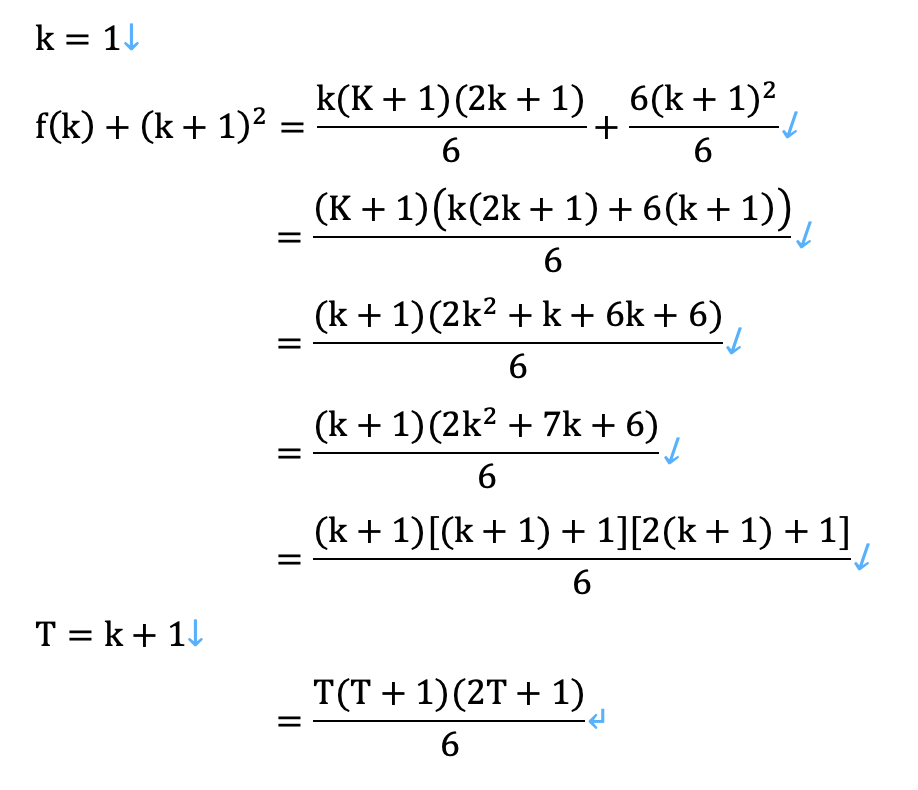 k = 1↓
f(k) + (k + 1)² = k(K + 1)(2k + 1)/6 + 6(k + 1)²/6↓
= (K + 1)(k(2k + 1) + 6(k + 1))/6↓
= (k + 1)(2k² + k + 6k + 6)/6↓
= (k + 1)(2k² + 7k + 6)/6↓
= (k + 1)[(k + 1) + 1][2(k + 1) + 1]/6↓
T = k + 1↓
= T(T + 1)(2T + 1)/6↵